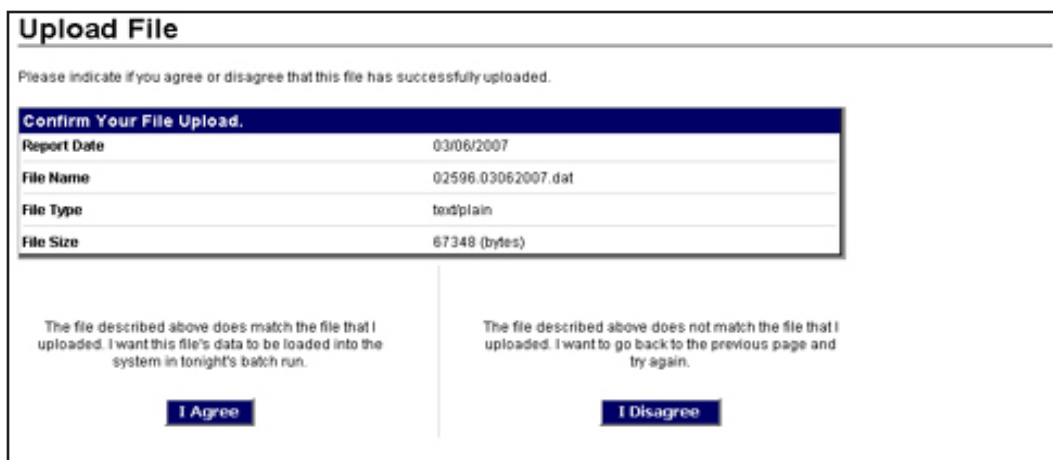 Upload File
Please indicate if you agree or disagree that this file has successfully uploaded.
Confirm Your File Upload.
Report Date 03/06/2007
File Name 02596.03062007.dat
File Type text/plain
File Size 67348 (bytes)
The file described above does match the file that I
uploaded. I want this file's data to be loaded into the
system in tonight's batch run.
I Agree
The file described above does not match the file that I
uploaded. I want to go back to the previous page and
try again.
I Disagree